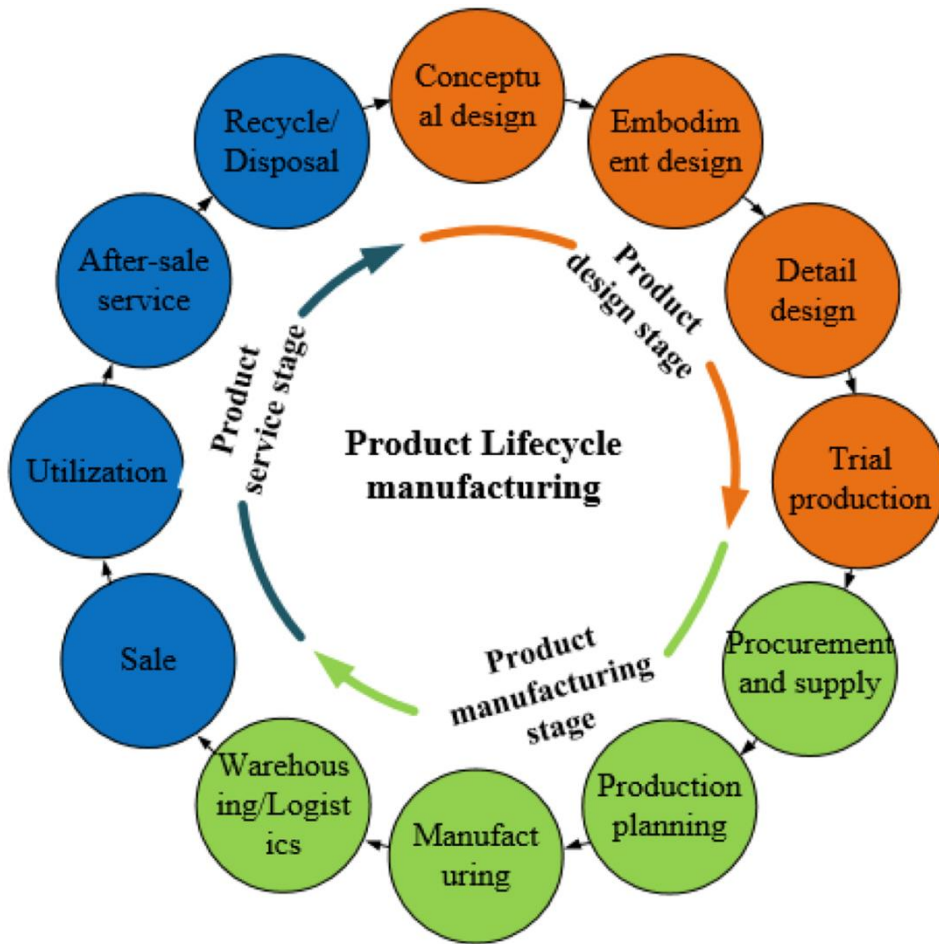 Conceptu
al design
Embodim
ent design
Detail
design
Trial
production
Procurement
and supply
Production
planning
Manufact
uring
Warehous
ing/Logist
ics
Sale
Utilization
After-sale
service
Recycle/
Disposal
Product
design stage
Product
manufacturing
stage
Product
service stage
Product Lifecycle
manufacturing